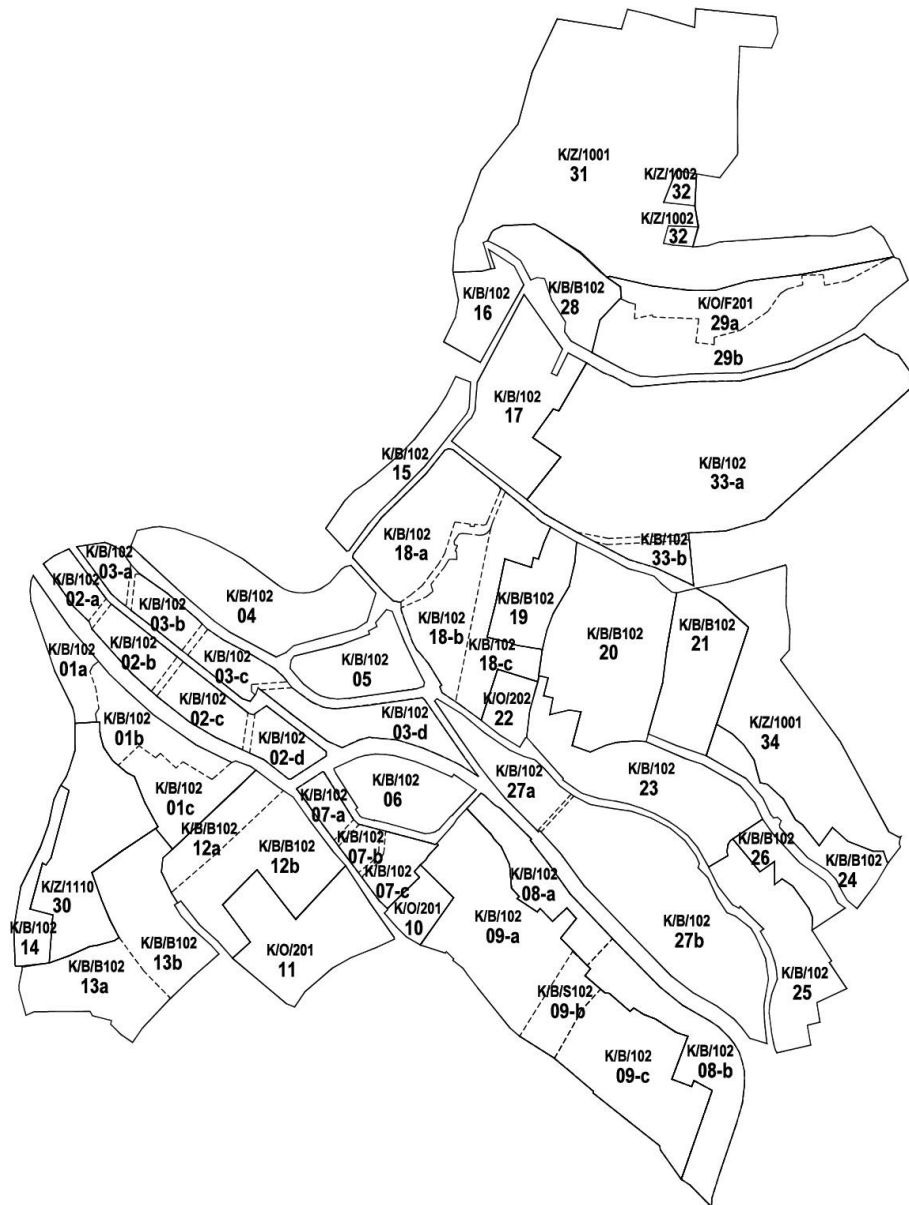 K/Z/1001
31
K/Z/1002
32
K/Z/1002
32
K/B/102
16
K/B/B102
28
K/O/F201
29a
29b
K/B/102
17
K/B/102
15
K/B/102
33-a
K/B/102
18-a
K/B/102
33-b
K/B/102
03-a
K/B/102
02-a
K/B/102
03-b
K/B/102
04
K/B/B102
19
K/B/102
18-b
K/B/B102
20
K/B/B102
21
K/B/102
01a
K/B/102
02-b
K/B/102
03-c
K/B/102
05
K/B/102
18-c
K/O/202
22
K/B/102
02-c
K/B/102
03-d
K/Z/1001
34
K/B/102
01b
K/B/102
02-d
K/B/102
06
K/B/102
27a
K/B/102
23
K/B/102
01c
K/B/102
07-a
K/B/B102
12a
K/B/B102
12b
K/B/102
07-b
K/B/102
07-c
K/B/102
08-a
K/B/B102
26
K/B/B102
24
K/Z/1110
30
K/B/102
14
K/O/201
10
K/B/102
09-a
K/B/102
27b
K/B/B102
13b
K/B/B102
13a
K/O/201
11
K/B/102
25
K/B/S102
09-b
K/B/102
09-c
K/B/102
08-b